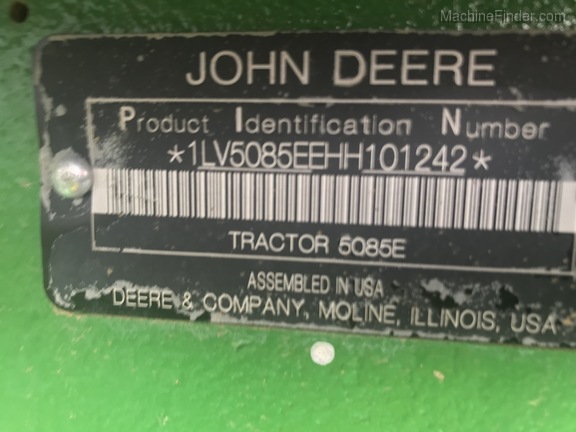 MachineFinder.com
JOHN DEERE
Product Identification Number
*1LV5085EEHH101242*
TRACTOR 5085E
ASSEMBLED IN USA
DEERE & COMPANY, MOLINE, ILLINOIS, USA